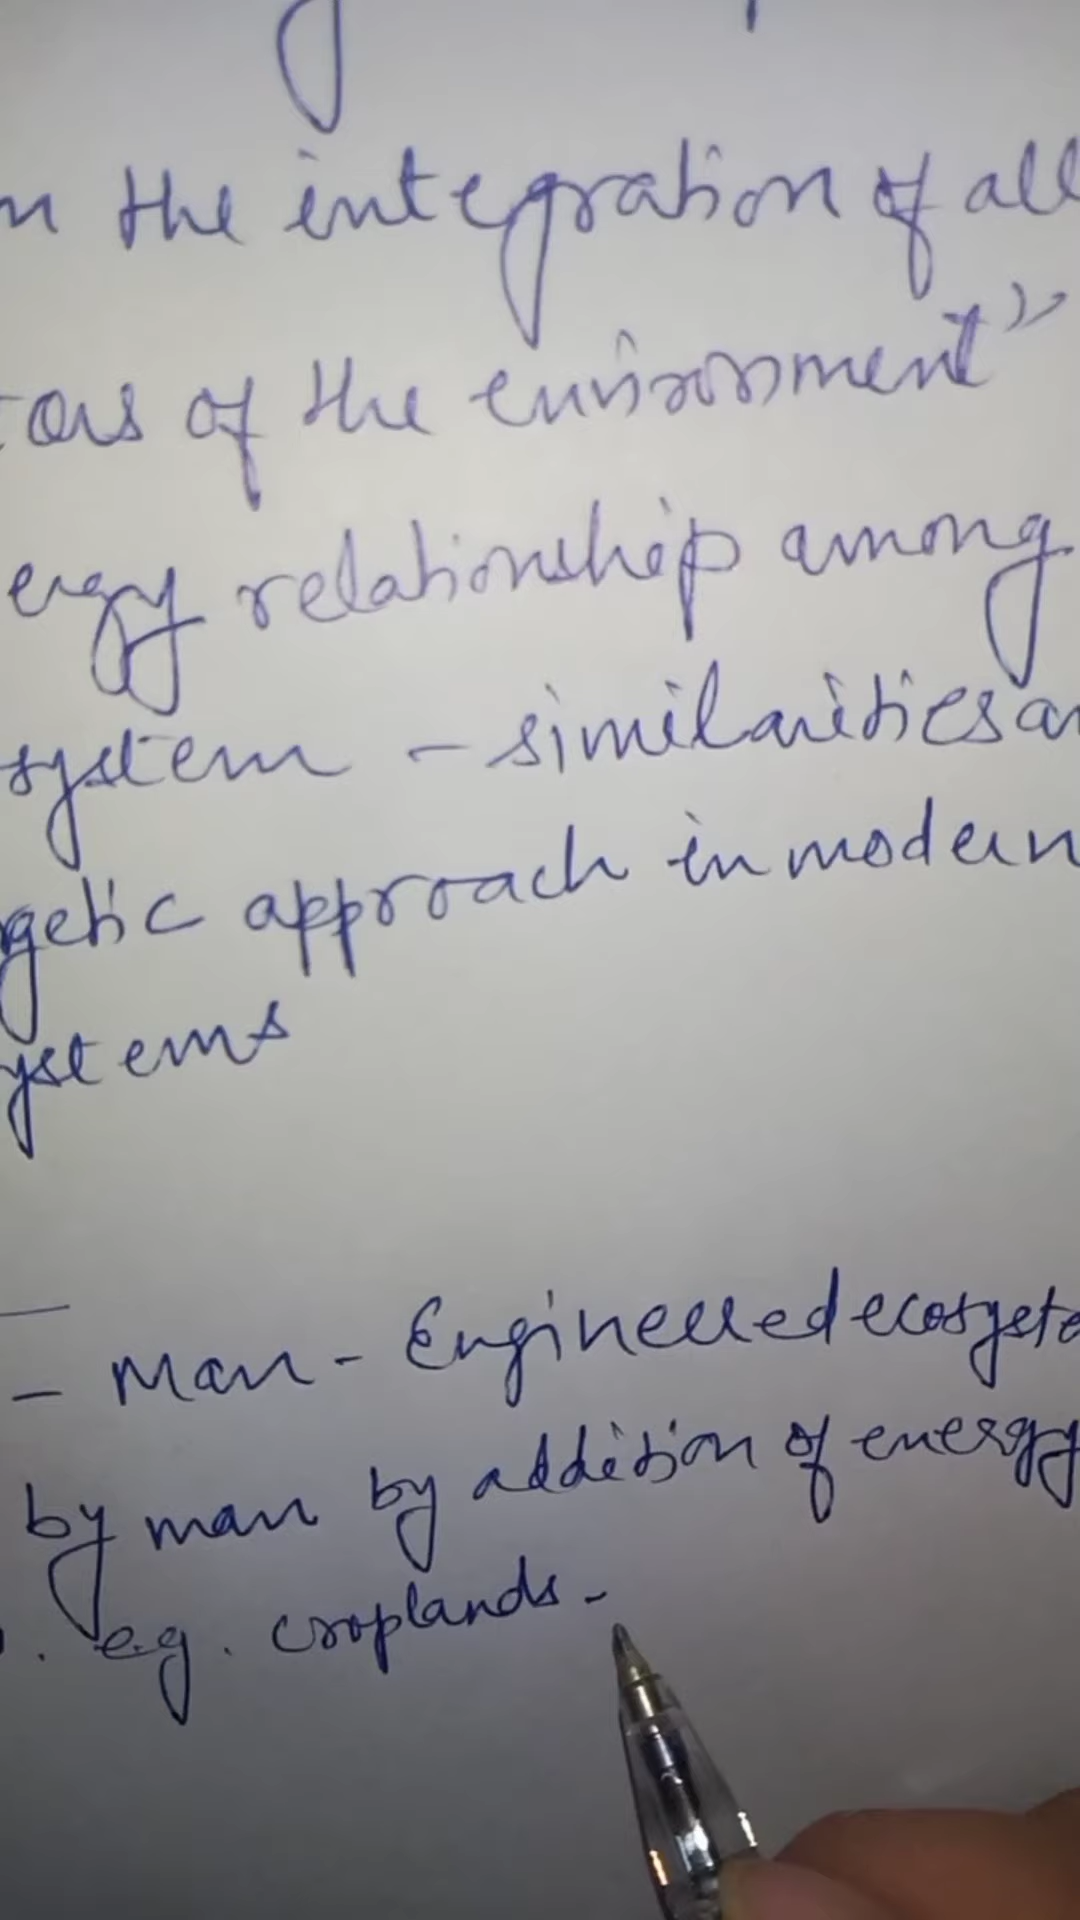 the integration of all
of the environment"
relationship among
system - similarities
approach in modern
- Man - Engineered
by man by addition of energy
e.g. croplands -